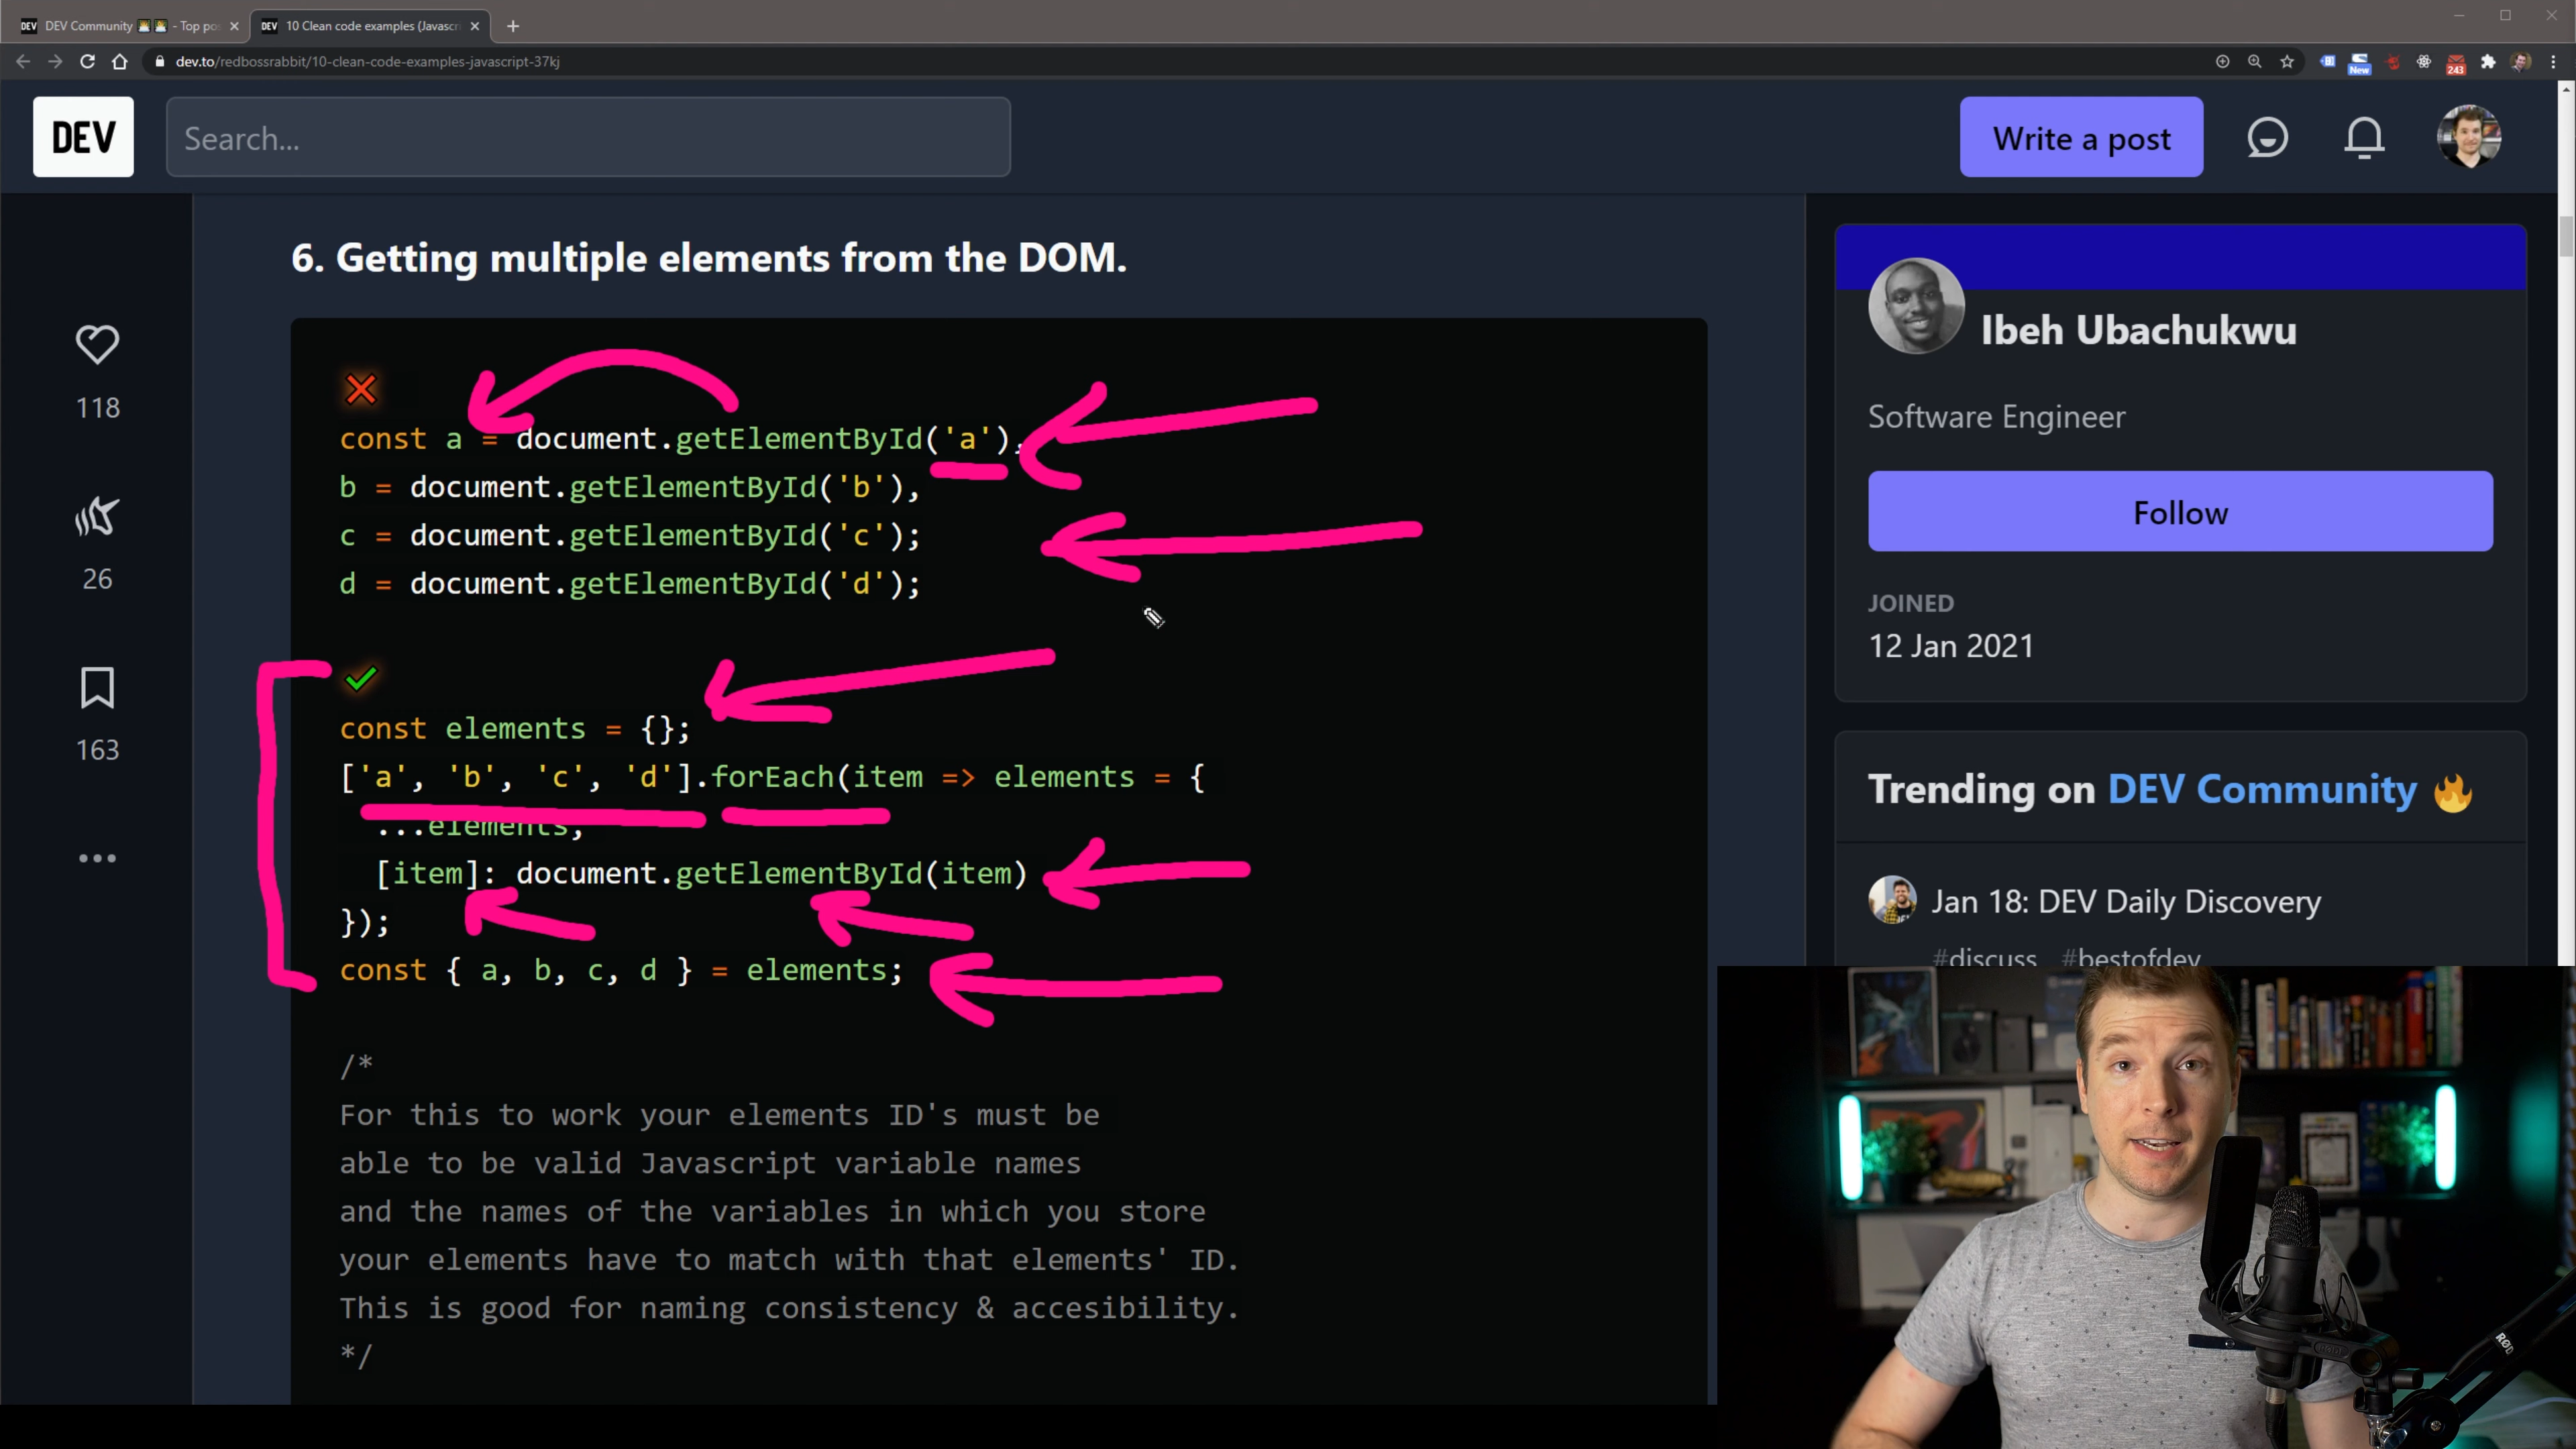 DEV DEV Community - Top po
DEV 10 Clean code examples (Javascr
dev.to/redbossrabbit/10-clean-code-examples-javascript-37kj
New
243
DEV
Search...
Write a post
118
26
163
6. Getting multiple elements from the DOM.
const a = document.getElementById('a'),
b = document.getElementById('b'),
c = document.getElementById('c');
d = document.getElementById('d');
const elements = {};
['a', 'b', 'c', 'd'].forEach(item => elements = {
...elements,
[item]: document.getElementById(item)
});
const { a, b, c, d } = elements;
/*
For this to work your elements ID's must be
able to be valid Javascript variable names
and the names of the variables in which you store
your elements have to match with that elements' ID.
This is good for naming consistency & accesibility.
*/
Ibeh Ubachukwu
Software Engineer
Follow
JOINED
12 Jan 2021
Trending on DEV Community
Jan 18: DEV Daily Discovery
#discuss #bestofdev
RØD